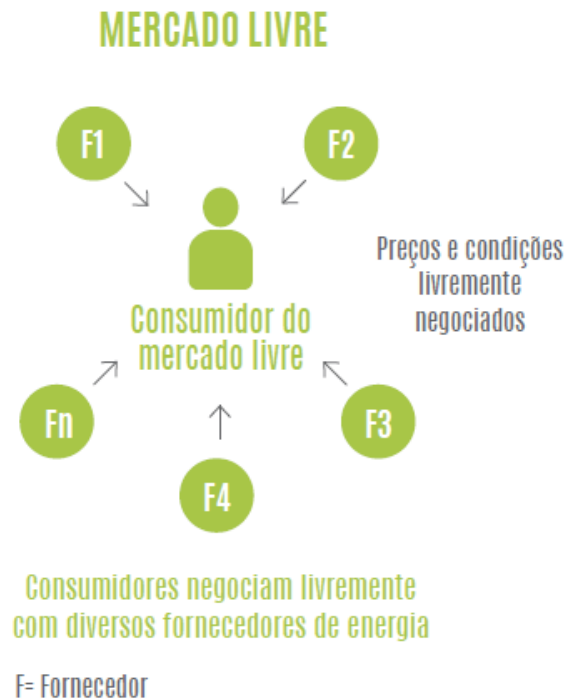 MERCADO LIVRE
F1
F2
Preços e condições
livremente
negociados
Consumidor do
mercado livre
Fn
F3
F4
Consumidores negociam livremente
com diversos fornecedores de energia
F= Fornecedor